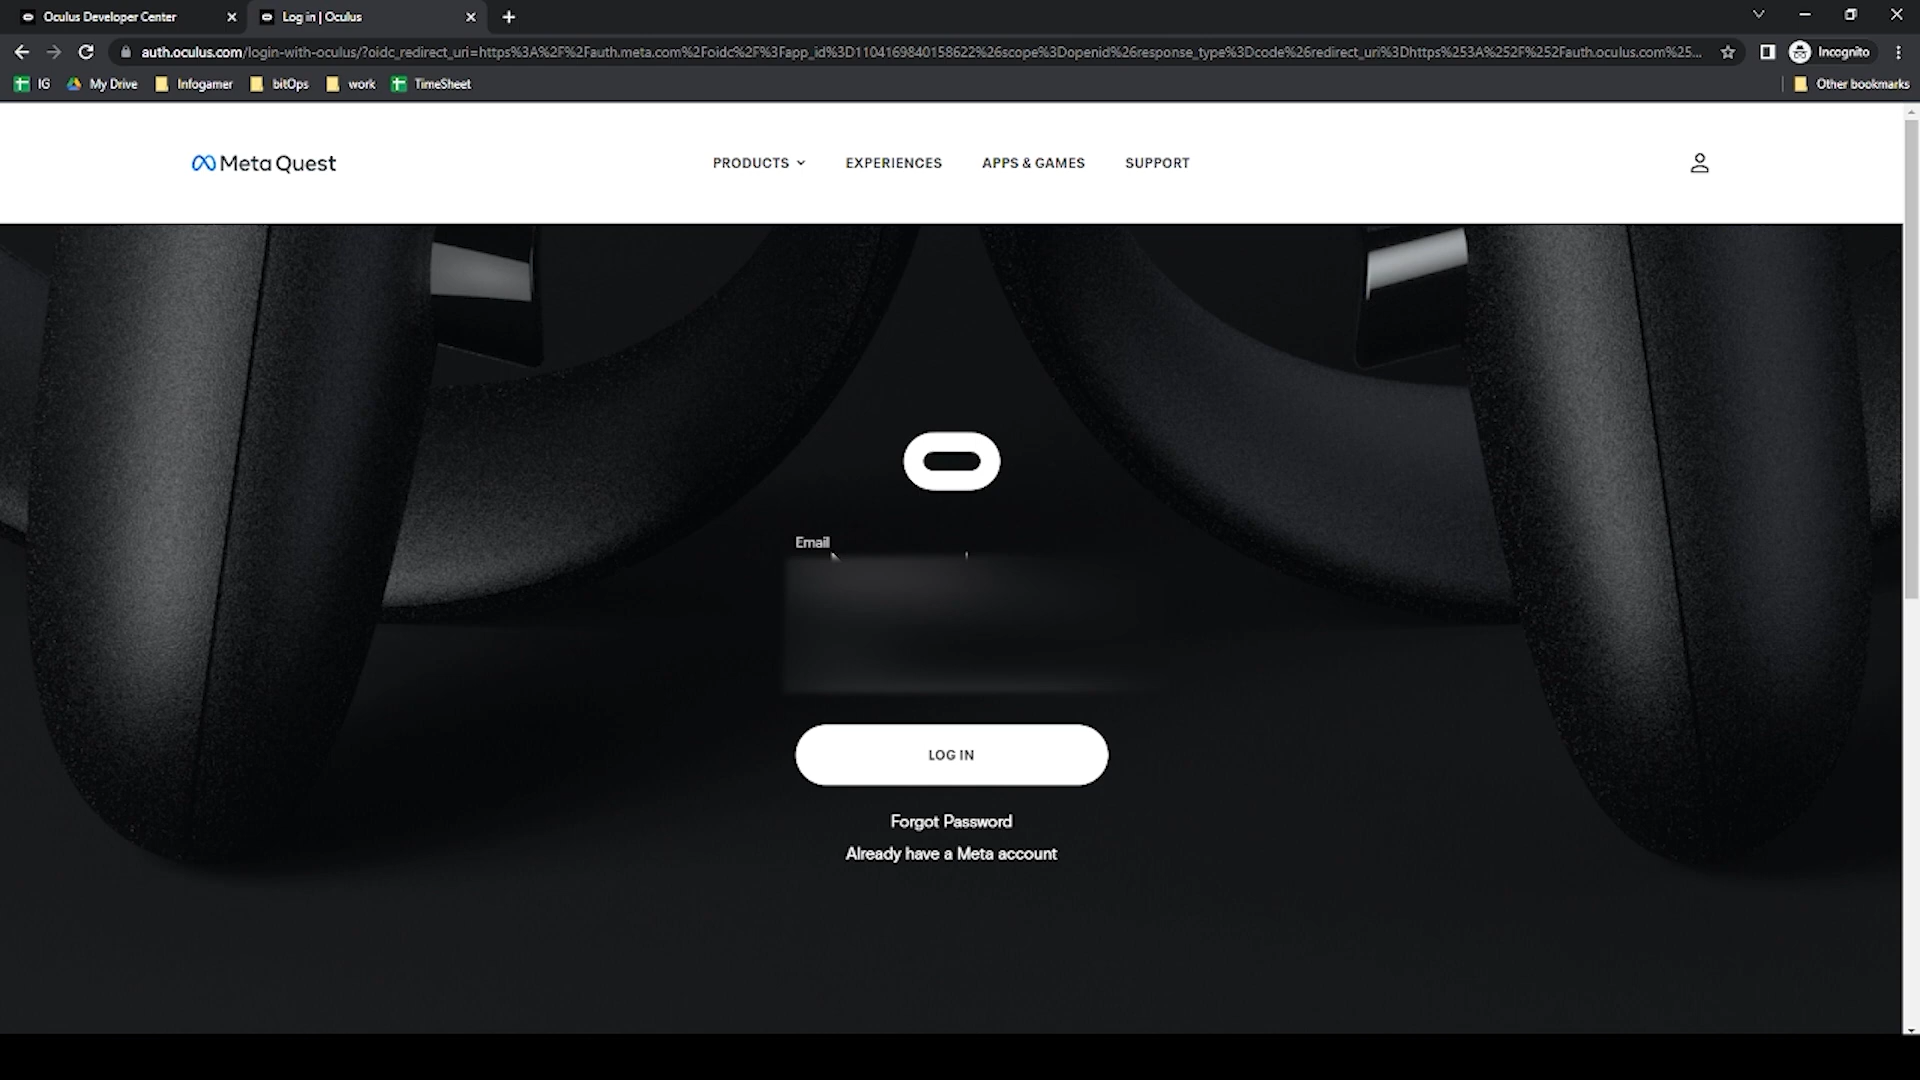 Oculus Developer Center
Log in | Oculus
auth.oculus.com/login-with-oculus/?oidc_redirect_uri=https%3A%2F%2Fauth.meta.com%2Foidc%2F%3Fapp_id%3D1104169840158622%26scope%3Dopenid%26response_type%3Dcode%26redirect_uri%3Dhttps%253A%252F%252Fauth.oculus.com%25...
Incognito
IG
My Drive
Infogamer
bitOps
work
TimeSheet
Other bookmarks
Meta Quest
PRODUCTS
EXPERIENCES
APPS & GAMES
SUPPORT
Email
LOG IN
Forgot Password
Already have a Meta account